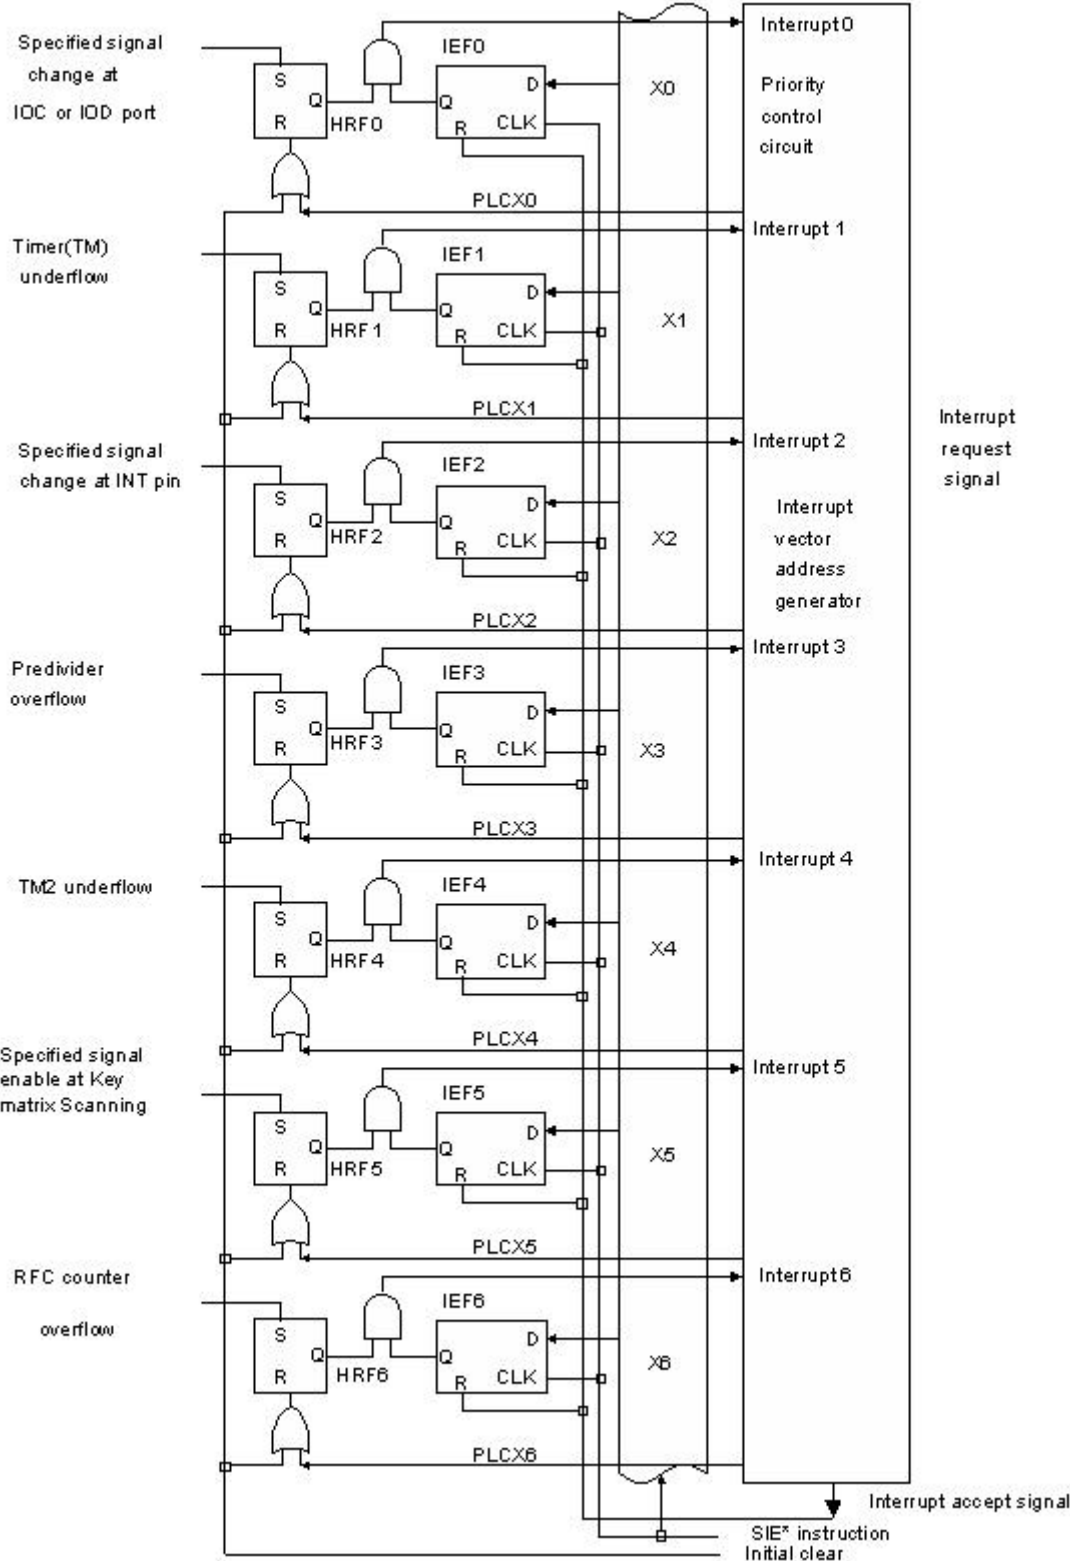 Specified signal
change at
IOC or IOD port
S
Q
R
HRF0
IEF0
D
Q
CLK
R
X0
Interrupt0
Priority
control
circuit
PLCX0
Timer(TM)
underflow
S
Q
R
HRF1
IEF1
D
Q
CLK
R
X1
Interrupt 1
PLCX1
Interrupt
request
signal
Specified signal
change at INT pin
S
Q
R
HRF2
IEF2
D
Q
CLK
R
X2
Interrupt 2
Interrupt
vector
address
generator
PLCX2
Predivider
overflow
S
Q
R
HRF3
IEF3
D
Q
CLK
R
X3
Interrupt 3
PLCX3
TM2 underflow
S
Q
R
HRF4
IEF4
D
Q
CLK
R
X4
Interrupt 4
PLCX4
Specified signal
enable at Key
matrix Scanning
S
Q
R
HRF5
IEF5
D
Q
CLK
R
X5
Interrupt 5
PLCX5
RFC counter
overflow
S
Q
R
HRF6
IEF6
D
Q
CLK
R
X6
Interrupt6
PLCX6
Interrupt accept signal
SIE* instruction
Initial clear